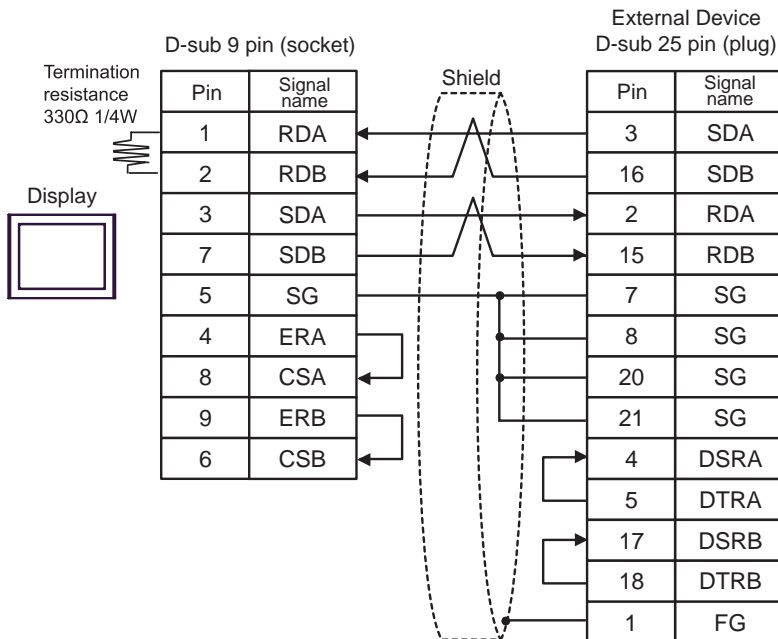 External Device
D-sub 9 pin (socket)
D-sub 25 pin (plug)
Termination
resistance
330Ω 1/4W
Shield
Display
Pin Signal name
1 RDA
2 RDB
3 SDA
7 SDB
5 SG
4 ERA
8 CSA
9 ERB
6 CSB
Pin Signal name
3 SDA
16 SDB
2 RDA
15 RDB
7 SG
8 SG
20 SG
21 SG
4 DSRA
5 DTRA
17 DSRB
18 DTRB
1 FG